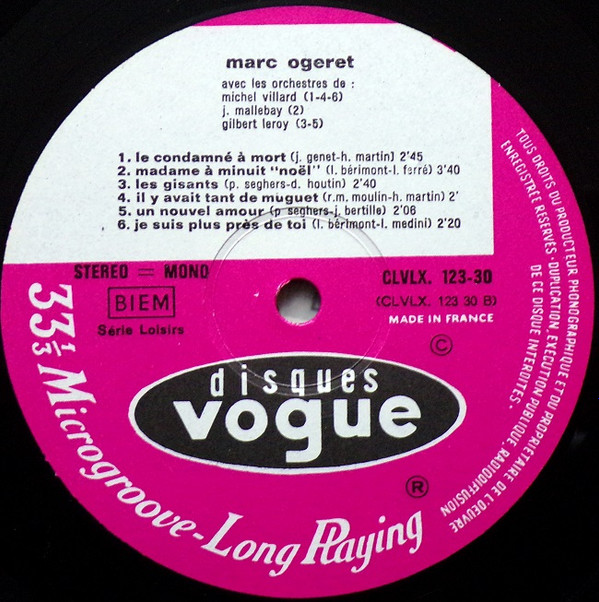 marc ogeret
avec les orchestres de :
michel villard (1-4-6)
j. mallebay (2)
gilbert leroy (3-5)
1. le condamné à mort (j. genet-h. martin) 2'45
2. madame à minuit "noël" (l. bérimont-l. ferré) 3'40
3. les gisants (p. seghers-d. houtin) 2'40
4. il y avait tant de muguet (r.m. moulin-h. martin) 2'
5. un nouvel amour (p seghers-j. bertille) 2'06
6. je suis plus près de toi (l. bérimont-l. medini) 2'20
STEREO = MONO
BIEM
Série Loisirs
CLVLX. 123-30
(CLVLX. 123 30 B)
MADE IN FRANCE
©
disques
vogue
®
33 1/3 Microgroove-Long Playing
TOUS DROITS DU PRODUCTEUR PHONOGRAPHIQUE ET DU PROPRIETAIRE DE L'OEUVRE
ENREGISTREE RESERVES - DUPLICATION, EXECUTION PUBLIQUE, RADIODIFFUSION
DE CE DISQUE INTERDITES -